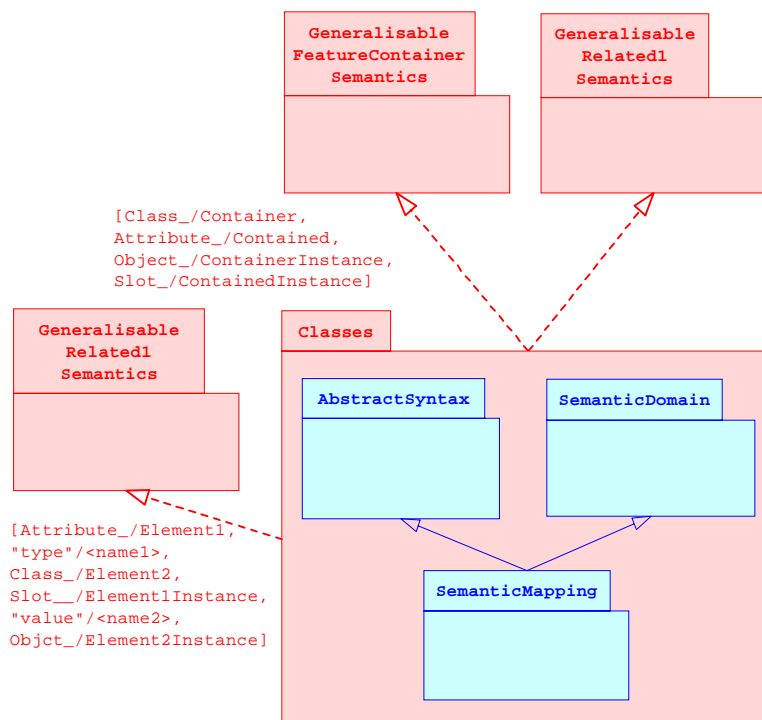 Generalisable
FeatureContainer
Semantics
Generalisable
Related1
Semantics
[Class_/Container,
Attribute_/Contained,
Object_/ContainerInstance,
Slot_/ContainedInstance]
Generalisable
Related1
Semantics
Classes
AbstractSyntax
SemanticDomain
[Attribute_/Element1,
"type"/<name1>,
Class_/Element2,
Slot__/Element1Instance,
"value"/<name2>,
Objct_/Element2Instance]
SemanticMapping